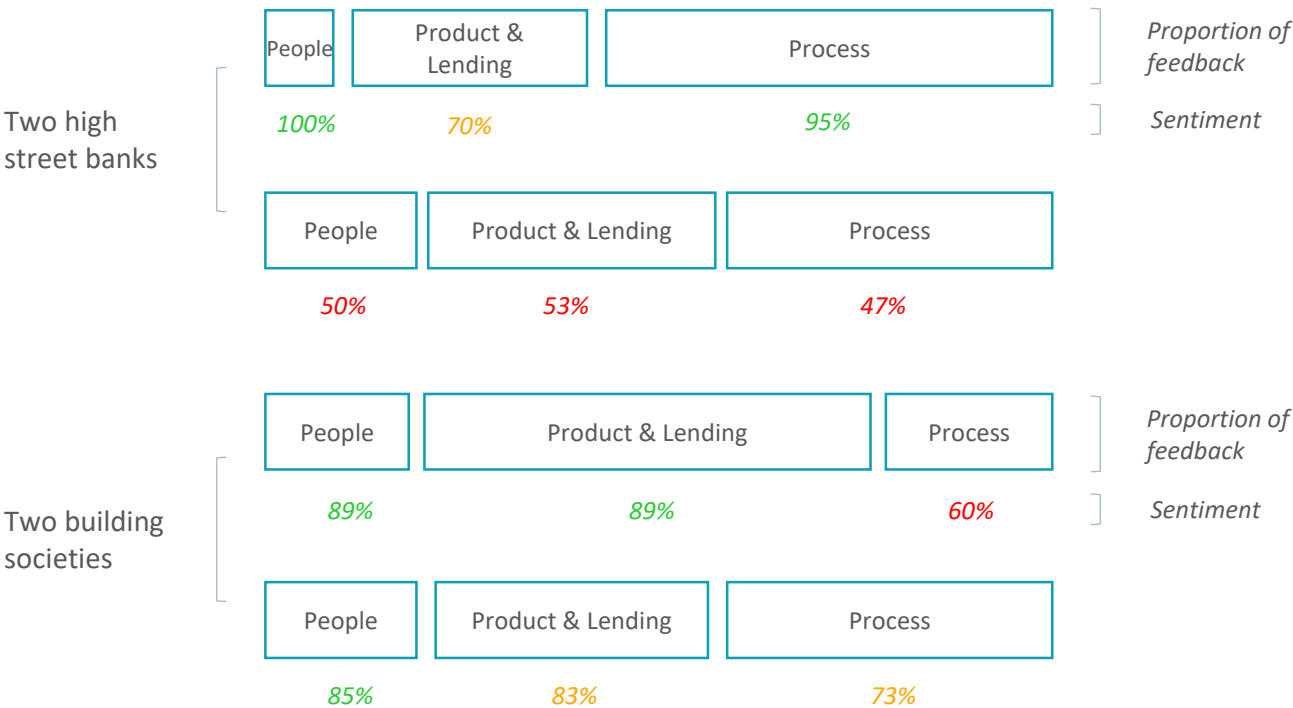 People
Product &
Lending
Process
Proportion of
feedback
100%
70%
95%
Sentiment
Two high
street banks
People
Product & Lending
Process
50%
53%
47%
People
Product & Lending
Process
Proportion of
feedback
89%
89%
60%
Sentiment
Two building
societies
People
Product & Lending
Process
85%
83%
73%